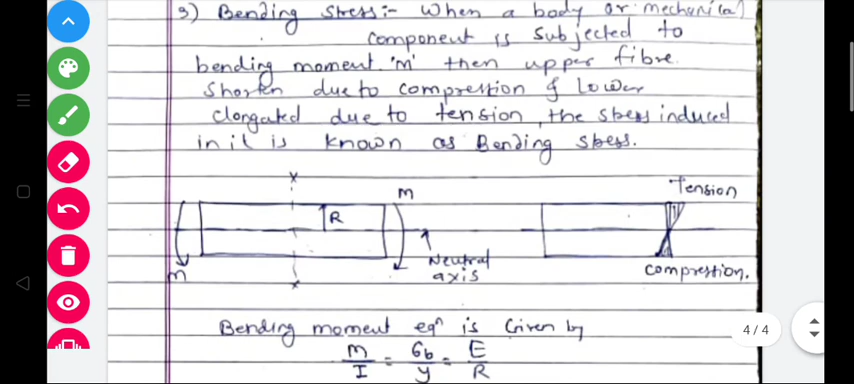 3) Bending Stress:- When a body or mechanical
component is subjected to
bending moment 'M' then upper fibre
shorten due to compression & lower
elongated due to tension, the stress induced
in it is known as Bending stress.
x
M
Tension
R
Neutral
axis
M
x
compression.
Bending moment eqn is Given by
4 / 4
M/I = σb/y = E/R